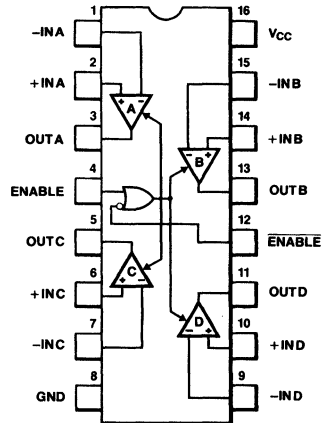 1 16
−INA VCC
2 15
+INA −INB
3 14
OUTA +INB
4 13
ENABLE OUTB
5 12
OUTC ENABLE
6 11
+INC OUTD
7 10
−INC +IND
8 9
GND −IND
+ − A
− + B
+ − C
− + D